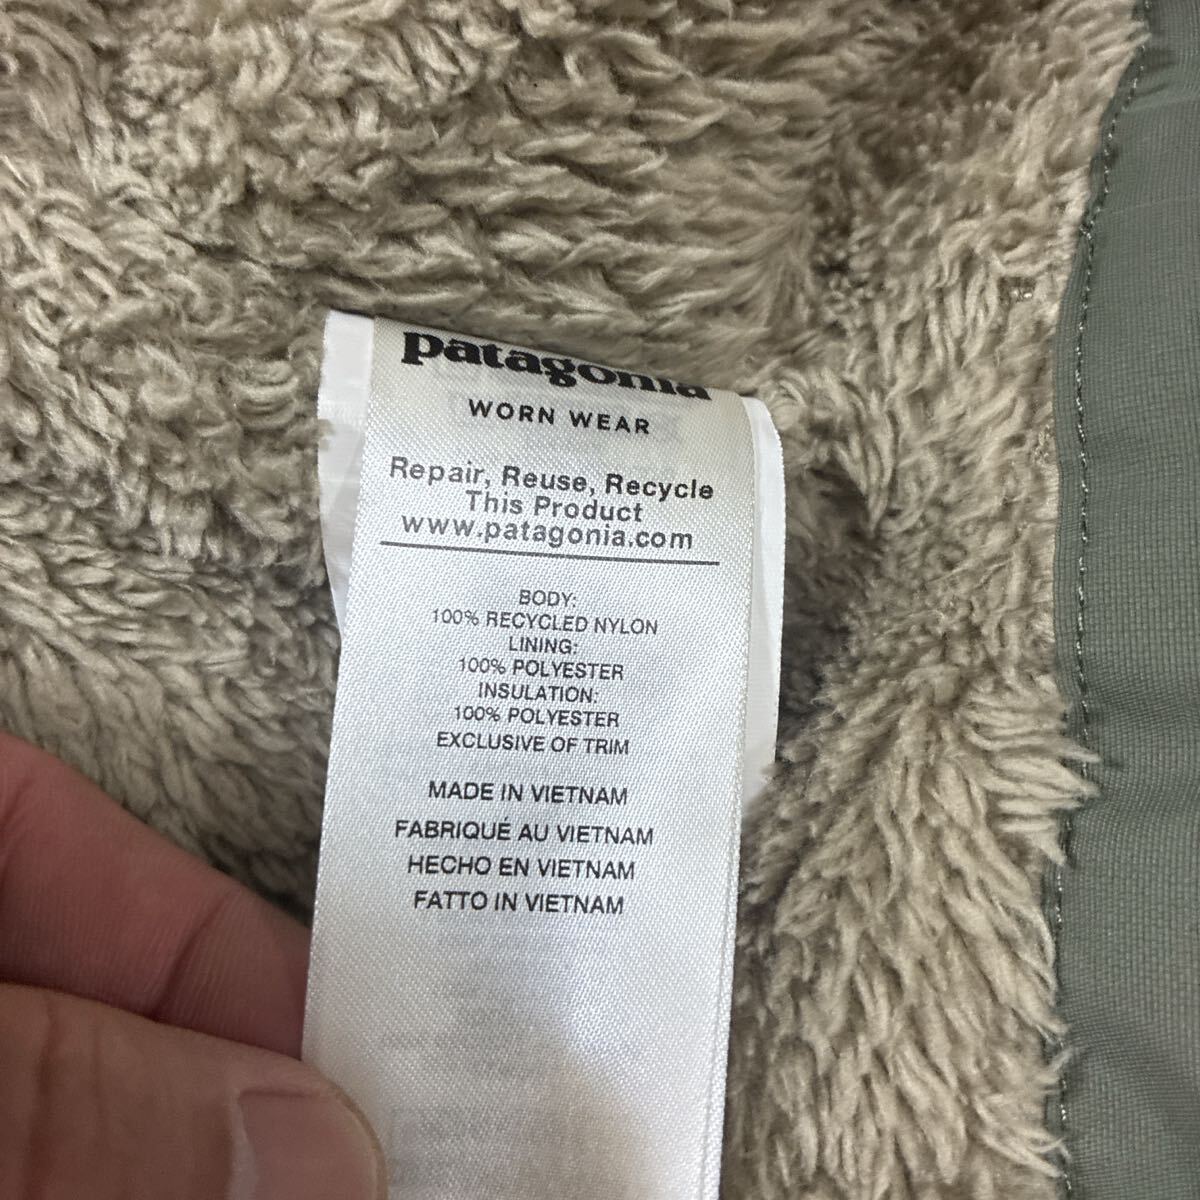 patagonia
WORN WEAR
Repair, Reuse, Recycle
This Product
www.patagonia.com
BODY:
100% RECYCLED NYLON
LINING:
100% POLYESTER
INSULATION:
100% POLYESTER
EXCLUSIVE OF TRIM
MADE IN VIETNAM
FABRIQUÉ AU VIETNAM
HECHO EN VIETNAM
FATTO IN VIETNAM